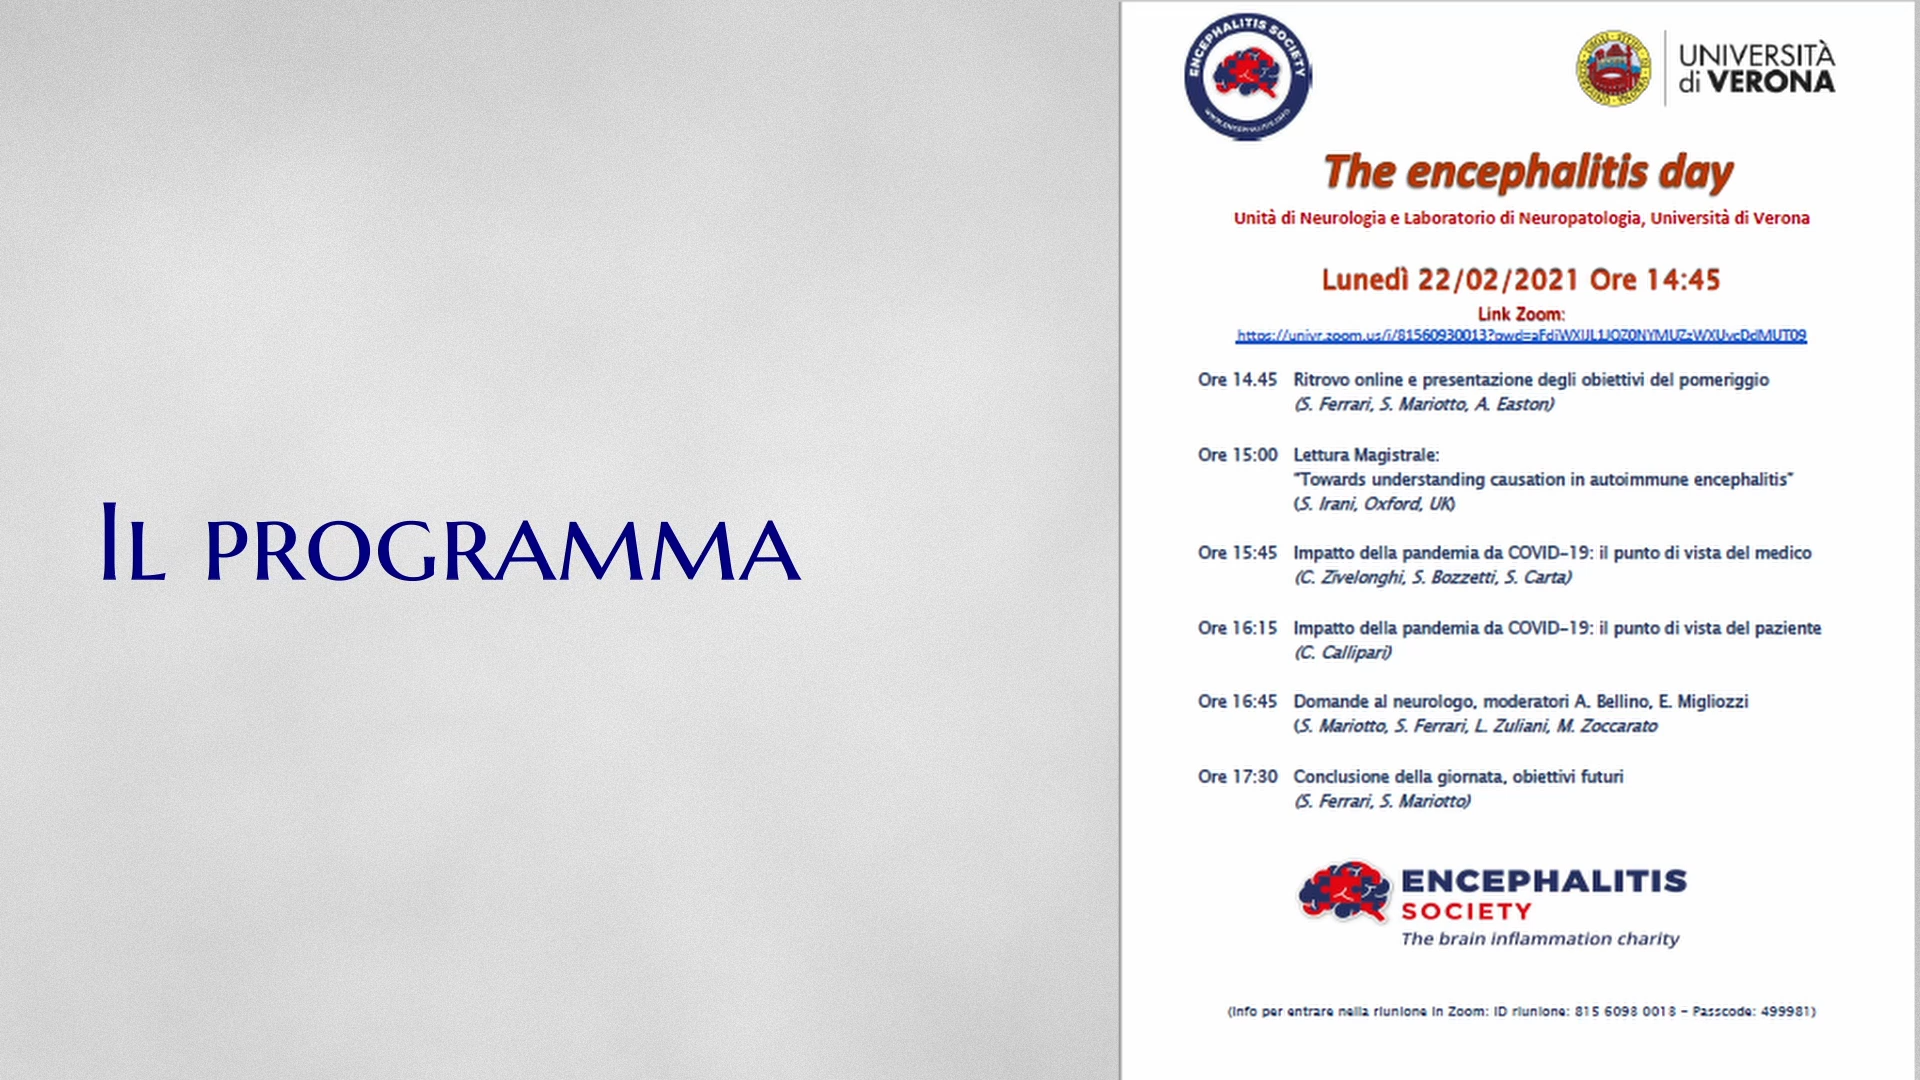 Il programma
ENCEPHALITIS SOCIETY
WWW.ENCEPHALITIS.INFO
UNIVERSITÀ
di VERONA
The encephalitis day
Unità di Neurologia e Laboratorio di Neuropatologia, Università di Verona
Lunedì 22/02/2021 Ore 14:45
Link Zoom:
Ore 14.45 Ritrovo online e presentazione degli obiettivi del pomeriggio
(S. Ferrari, S. Mariotto, A. Easton)
Ore 15:00 Lettura Magistrale:
"Towards understanding causation in autoimmune encephalitis"
(S. Irani, Oxford, UK)
Ore 15:45 Impatto della pandemia da COVID-19: il punto di vista del medico
(C. Zivelonghi, S. Bozzetti, S. Carta)
Ore 16:15 Impatto della pandemia da COVID-19: il punto di vista del paziente
(C. Callipari)
Ore 16:45 Domande al neurologo, moderatori A. Bellino, E. Migliozzi
(S. Mariotto, S. Ferrari, L. Zuliani, M. Zoccarato
Ore 17:30 Conclusione della giornata, obiettivi futuri
(S. Ferrari, S. Mariotto)
ENCEPHALITIS
SOCIETY
The brain inflammation charity
(Info per entrare nella riunione in Zoom: ID riunione: 815 6093 0013 - Passcode: 499981)